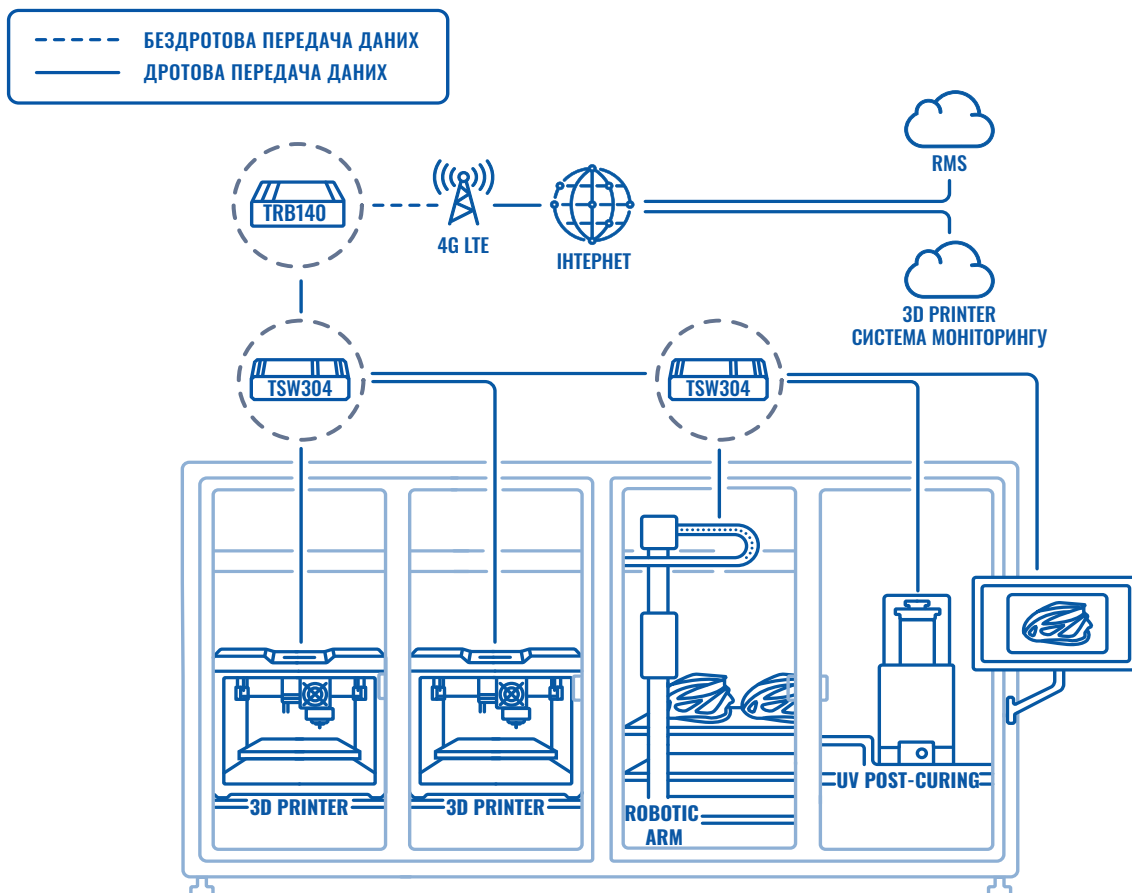 БЕЗДРОТОВА ПЕРЕДАЧА ДАНИХ
ДРОТОВА ПЕРЕДАЧА ДАНИХ
RMS
TRB140
4G LTE
ІНТЕРНЕТ
3D PRINTER
СИСТЕМА МОНІТОРИНГУ
TSW304
TSW304
3D PRINTER
3D PRINTER
ROBOTIC
ARM
UV POST-CURING